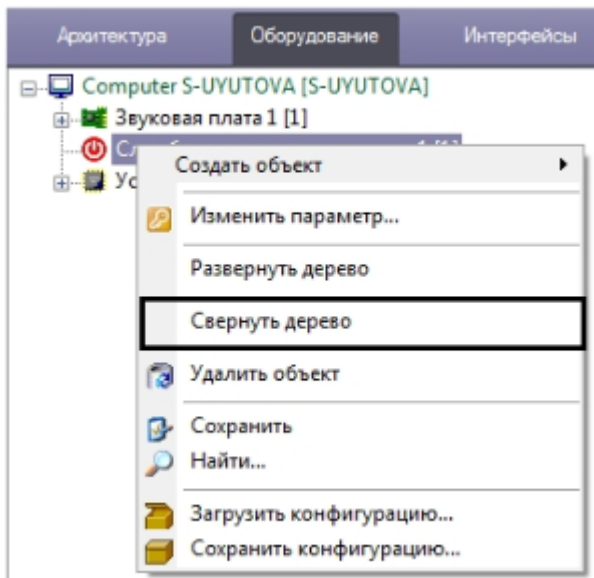 Архитектура Оборудование Интерфейсы
Computer S-UYUTOVA [S-UYUTOVA]
Звуковая плата 1 [1]
Создать объект
Изменить параметр...
Развернуть дерево
Свернуть дерево
Удалить объект
Сохранить
Найти...
Загрузить конфигурацию...
Сохранить конфигурацию...